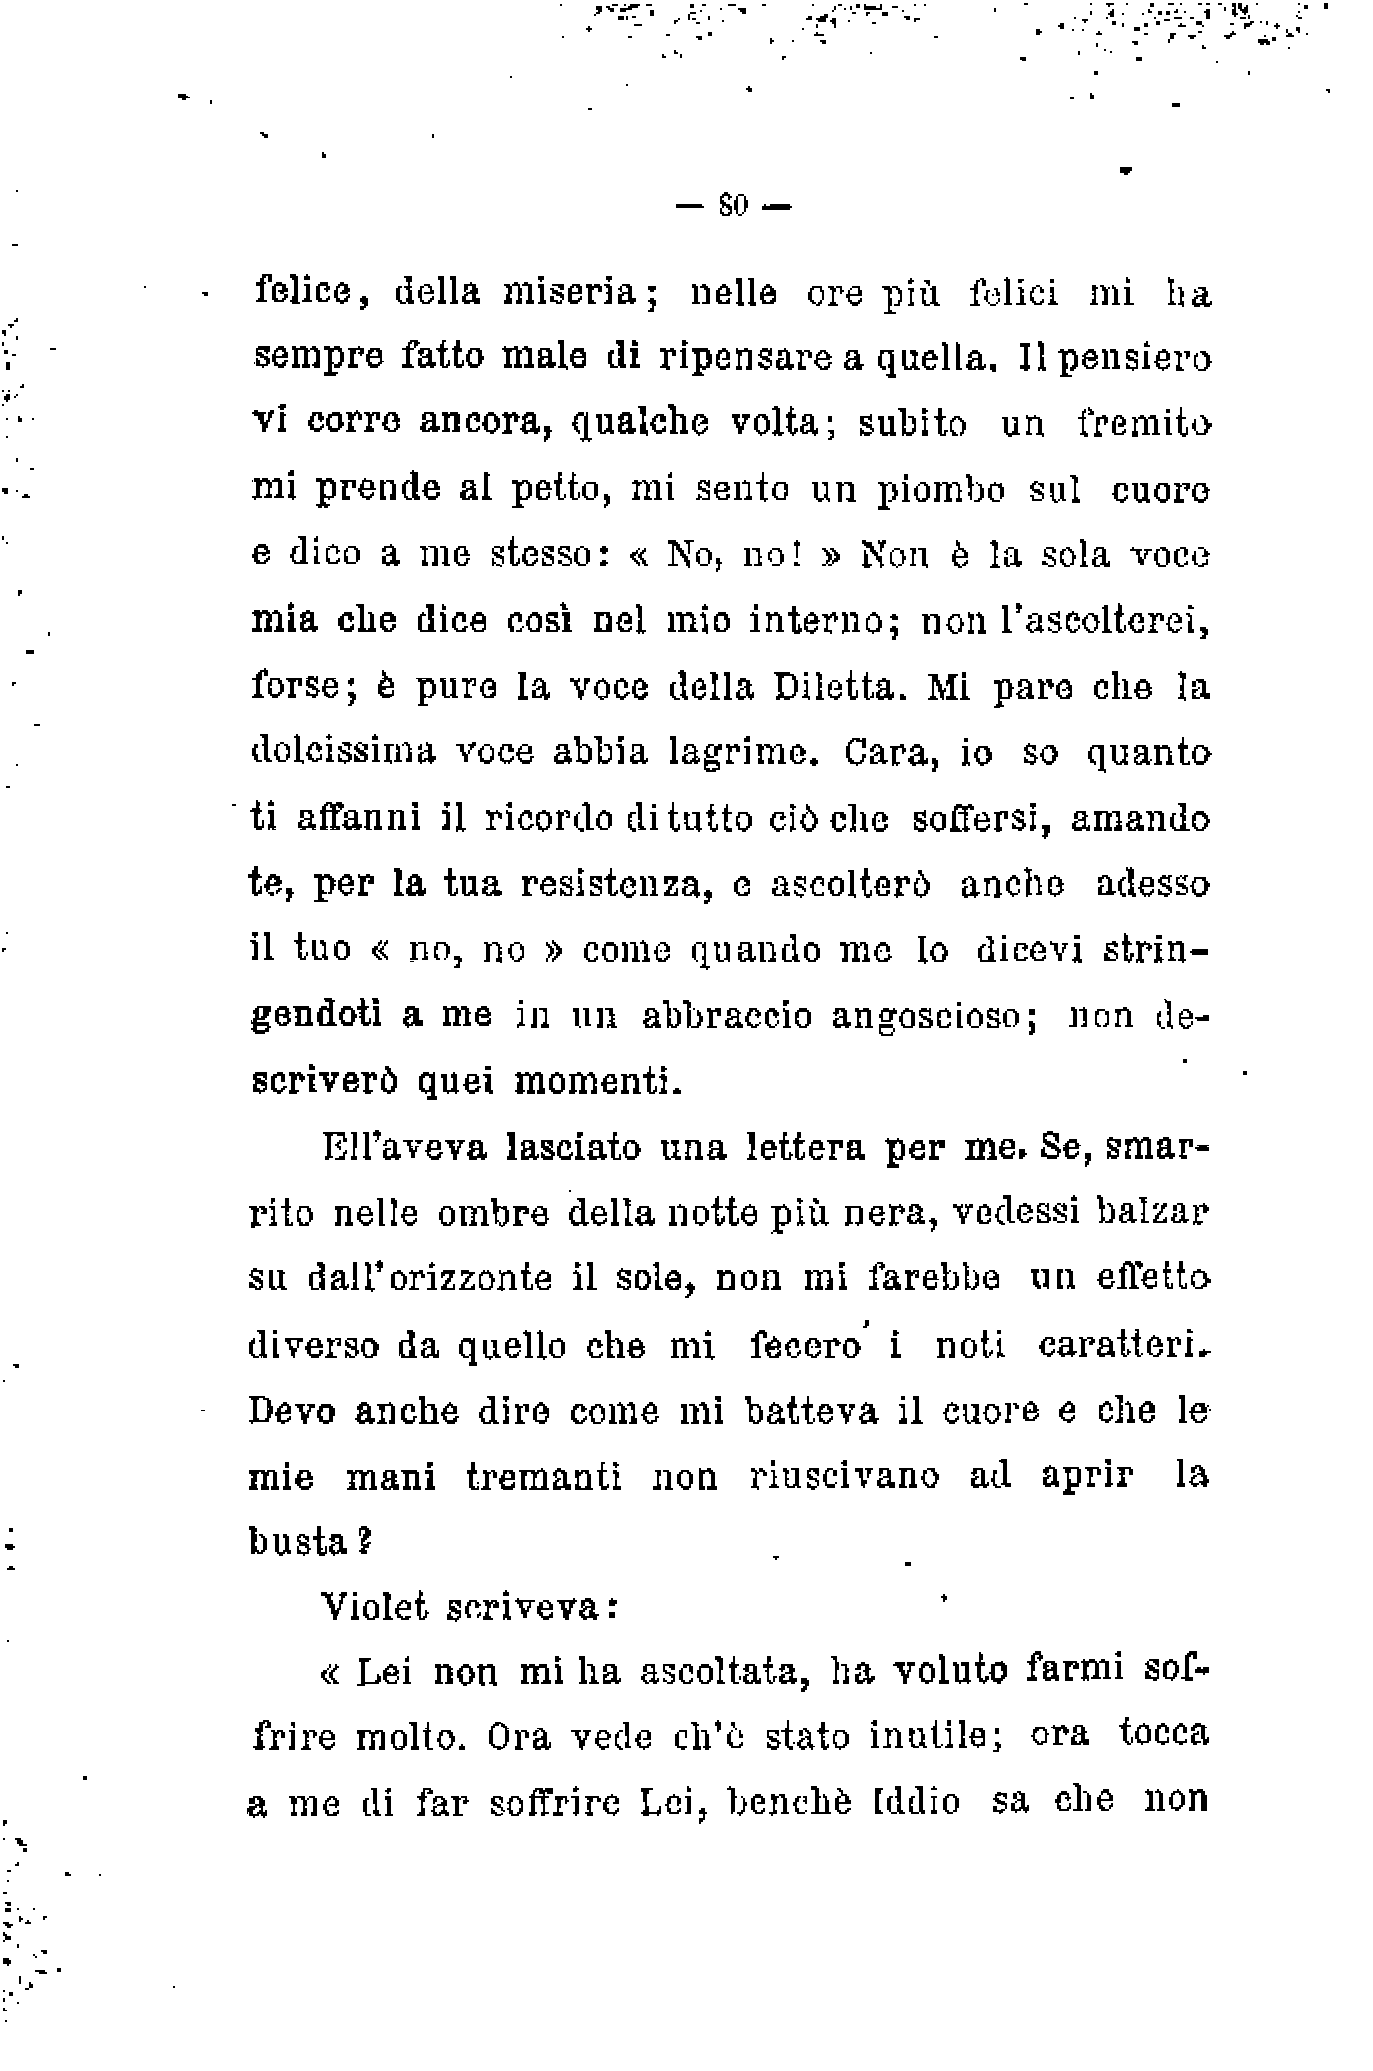 — 80 —
felice, della miseria; nelle ore più felici mi ha
sempre fatto male di ripensare a quella. Il pensiero
vi corre ancora, qualche volta; subito un fremito
mi prende al petto, mi sento un piombo sul cuore
e dico a me stesso: « No, no! » Non è la sola voce
mia che dice così nel mio interno; non l'ascolterei,
forse; è pure la voce della Diletta. Mi pare che la
dolcissima voce abbia lagrime. Cara, io so quanto
ti affanni il ricordo di tutto ciò che soffersi, amando
te, per la tua resistenza, e ascolterò anche adesso
il tuo « no, no » come quando me lo dicevi strin-
gendoti a me in un abbraccio angoscioso; non de-
scriverò quei momenti.
Ell'aveva lasciato una lettera per me. Se, smar-
rito nelle ombre della notte più nera, vedessi balzar
su dall'orizzonte il sole, non mi farebbe un effetto
diverso da quello che mi fecero i noti caratteri.
Devo anche dire come mi batteva il cuore e che le
mie mani tremanti non riuscivano ad aprir la
busta?
Violet scriveva:
« Lei non mi ha ascoltata, ha voluto farmi sof-
frire molto. Ora vede ch'è stato inutile; ora tocca
a me di far soffrire Lei, benchè Iddio sa che non